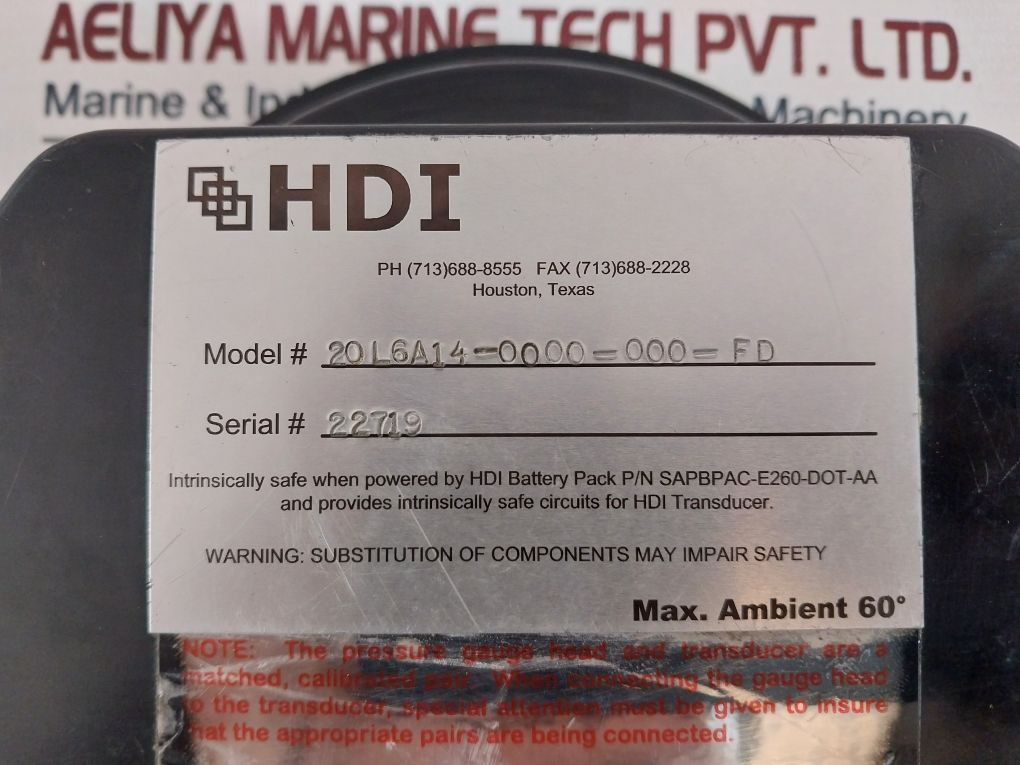 AELIYA MARINE TECH PVT. LTD.
Marine & Machinery
HDI
PH (713)688-8555 FAX (713)688-2228
Houston, Texas
Model # 20L6A14-0000-000-FD
Serial # 22719
Intrinsically safe when powered by HDI Battery Pack P/N SAPBPAC-E260-DOT-AA
and provides intrinsically safe circuits for HDI Transducer.
WARNING: SUBSTITUTION OF COMPONENTS MAY IMPAIR SAFETY
Max. Ambient 60°
NOTE: The pressure gauge head and transducer are a
matched, calibrated pair. When connecting the gauge head
to the transducer, special attention must be given to insure
that the appropriate pairs are being connected.